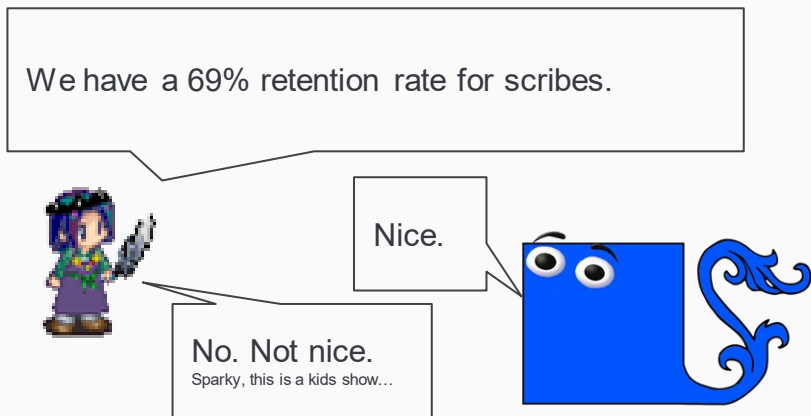 We have a 69% retention rate for scribes.
Nice.
No. Not nice.
Sparky, this is a kids show...